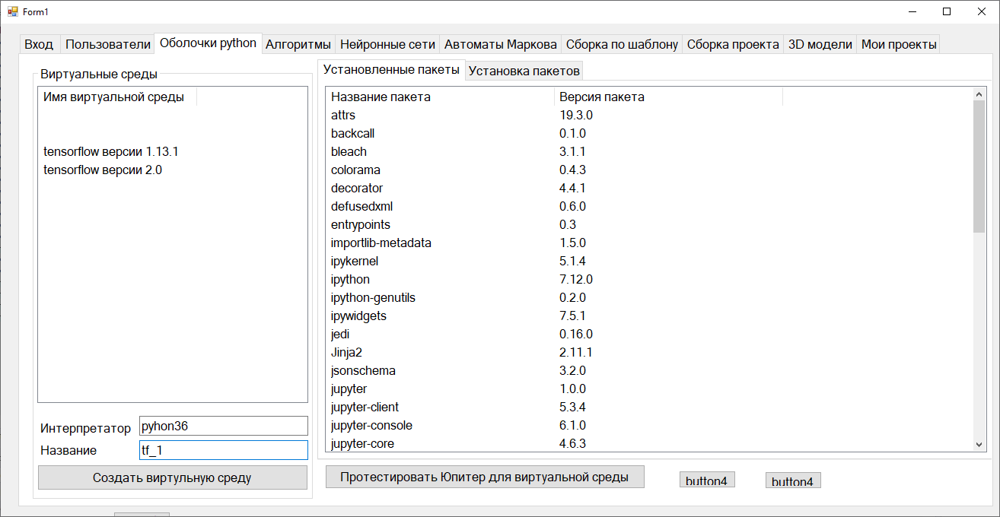 Form1
Вход Пользователи Оболочки python Алгоритмы Нейронные сети Автоматы Маркова Сборка по шаблону Сборка проекта 3D модели Мои проекты
Виртуальные среды
Имя виртуальной среды
tensorflow версии 1.13.1
tensorflow версии 2.0
Интерпретатор pyhon36
Название tf_1
Создать виртульную среду
Установленные пакеты Установка пакетов
Название пакета Версия пакета
attrs 19.3.0
backcall 0.1.0
bleach 3.1.1
colorama 0.4.3
decorator 4.4.1
defusedxml 0.6.0
entrypoints 0.3
importlib-metadata 1.5.0
ipykernel 5.1.4
ipython 7.12.0
ipython-genutils 0.2.0
ipywidgets 7.5.1
jedi 0.16.0
Jinja2 2.11.1
jsonschema 3.2.0
jupyter 1.0.0
jupyter-client 5.3.4
jupyter-console 6.1.0
jupyter-core 4.6.3
Протестировать Юпитер для виртуальной среды button4 button4